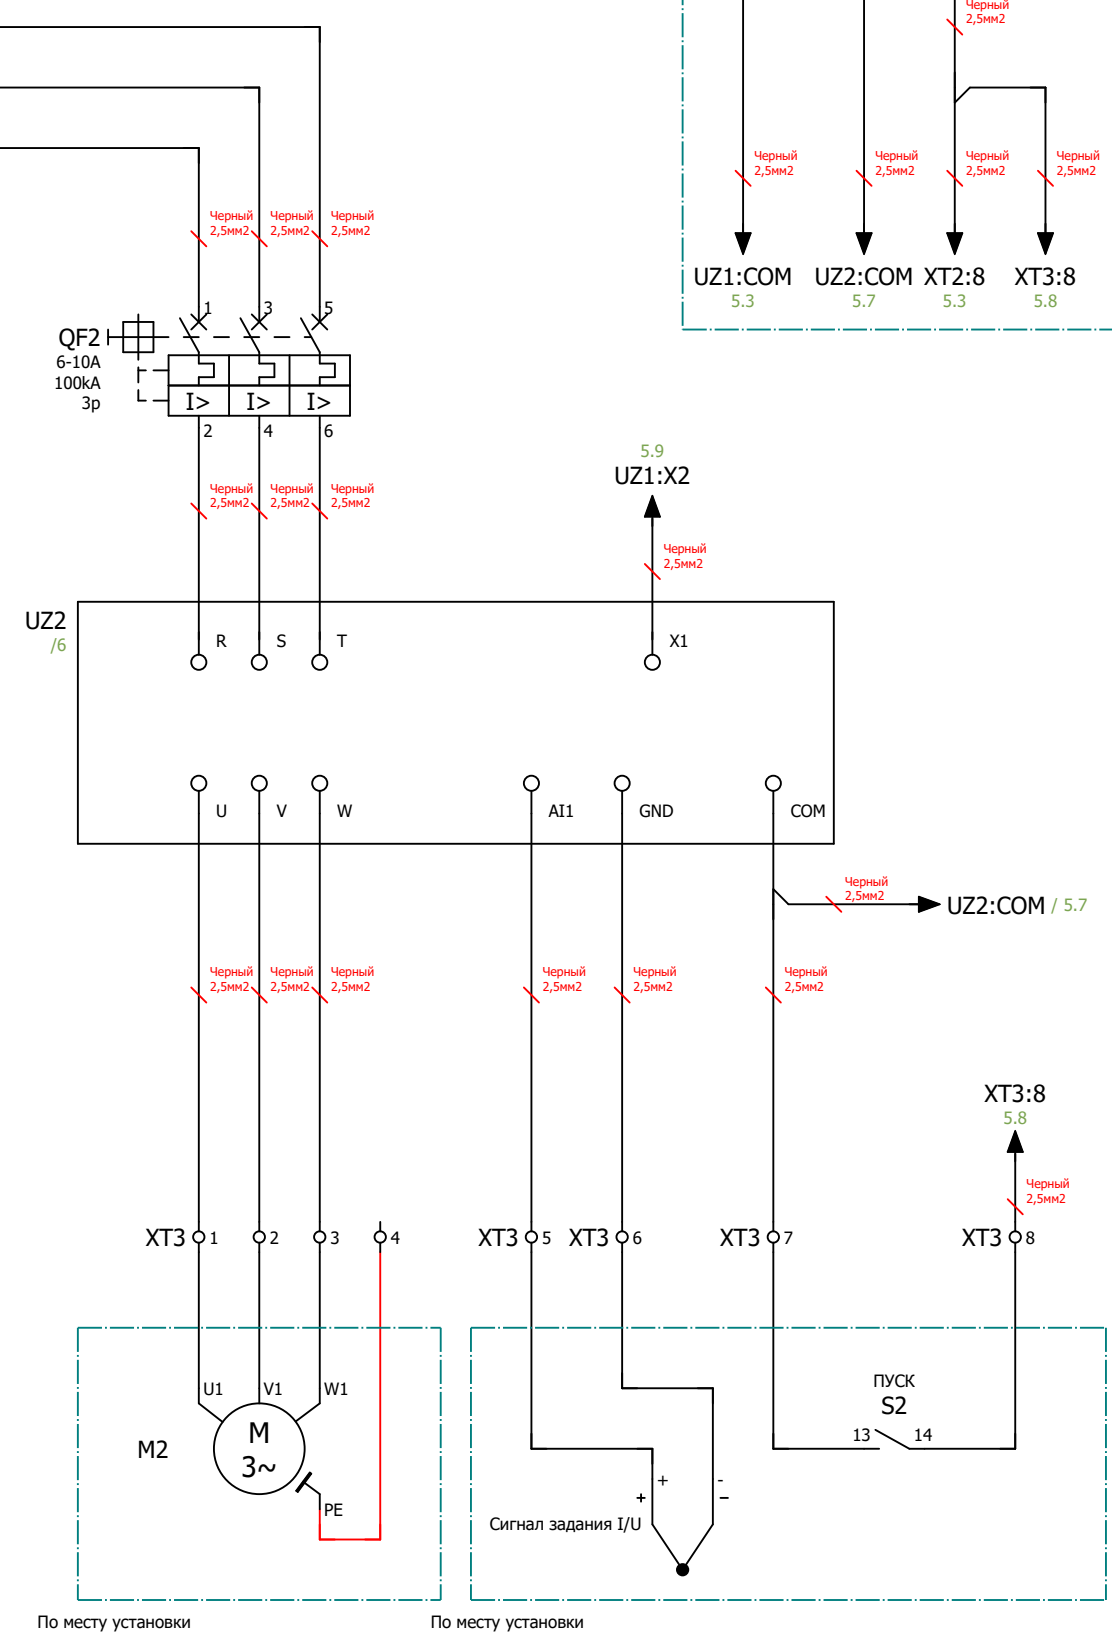 Черный
2,5мм2
Черный
2,5мм2
Черный
2,5мм2
Черный
2,5мм2
Черный
2,5мм2
UZ1:COM
5.3
UZ2:COM
5.7
XT2:8
5.3
XT3:8
5.8
Черный
2,5мм2
Черный
2,5мм2
Черный
2,5мм2
1
3
5
QF2
6-10A
100kA
3p
I>
I>
I>
2
4
6
Черный
2,5мм2
Черный
2,5мм2
Черный
2,5мм2
5.9
UZ1:X2
Черный
2,5мм2
UZ2
/6
R
S
T
X1
U
V
W
AI1
GND
COM
Черный
2,5мм2
UZ2:COM / 5.7
Черный
2,5мм2
Черный
2,5мм2
Черный
2,5мм2
Черный
2,5мм2
Черный
2,5мм2
Черный
2,5мм2
XT3:8
5.8
Черный
2,5мм2
XT3 1
2
3
4
XT3 5
XT3 6
XT3 7
XT3 8
U1
V1
W1
M2
M
3~
PE
ПУСК
S2
13
14
+
-
+
−
Сигнал задания I/U
По месту установки
По месту установки